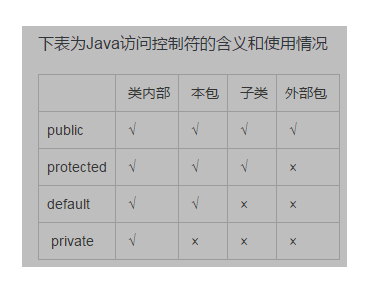 下表为Java访问控制符的含义和使用情况
类内部 本包 子类 外部包
public √ √ √ √
protected √ √ √ ×
default √ √ × ×
private √ × × ×